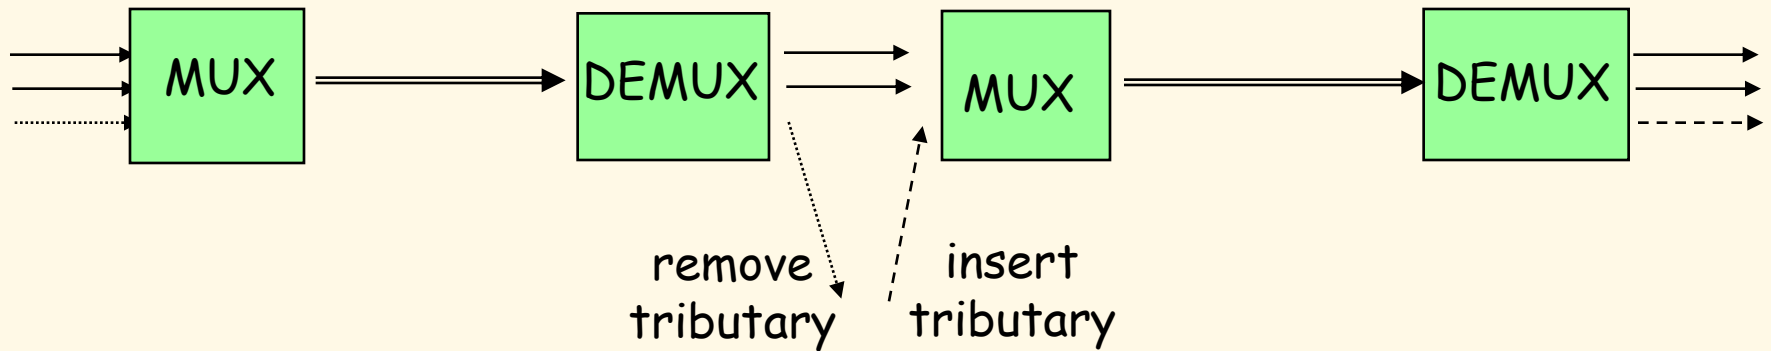 MUX
DEMUX
MUX
DEMUX
remove
tributary
insert
tributary